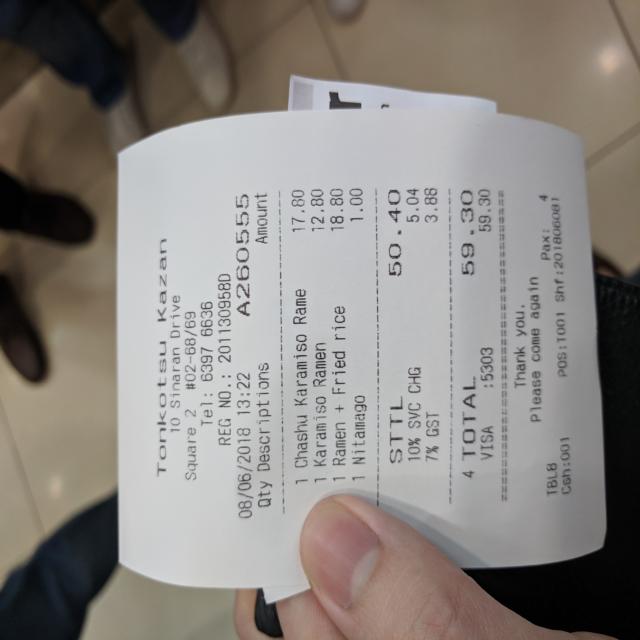 Tonkotsu Kazan
10 Sinaran Drive
Square 2 #02-68/69
Tel: 6397 6636
REG NO.: 201130958D
08/06/2018 13:22 A260555
Qty Descriptions Amount
1 Chashu Karamiso Rame 17.80
1 Karamiso Ramen 12.80
1 Ramen + Fried rice 18.80
1 Nitamago 1.00
STTL 50.40
10% SVC CHG 5.04
7% GST 3.88
4 TOTAL 59.30
VISA :5303 59.30
Thank you,
Please come again
TBL8 Pax: 4
Csh:001 POS:T001 Shf:201806081
r